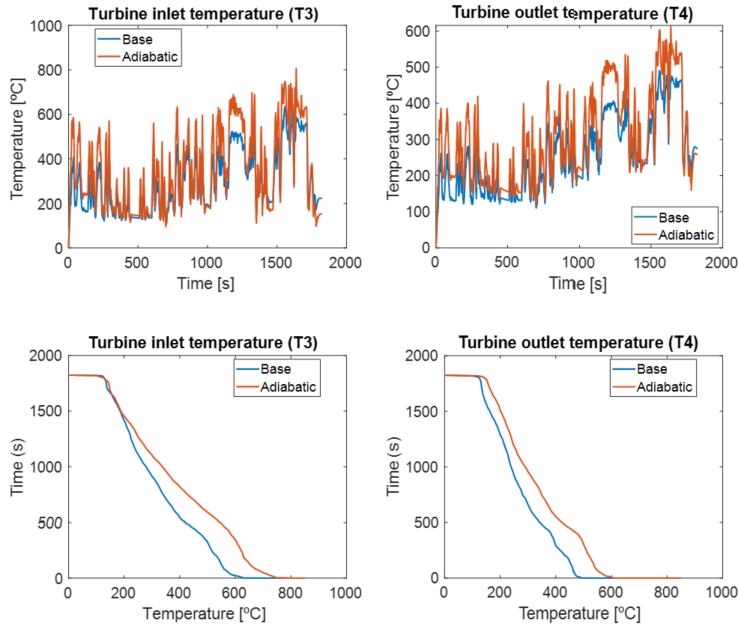 Turbine inlet temperature (T3)
Temperature [ºC]
1000
800
600
400
200
0
Base
Adiabatic
0 500 1000 1500 2000
Time [s]
Turbine outlet temperature (T4)
Temperature [ºC]
600
500
400
300
200
100
0
Base
Adiabatic
0 500 1000 1500 2000
Time [s]
Turbine inlet temperature (T3)
Time (s)
2000
1500
1000
500
0
Base
Adiabatic
0 200 400 600 800 1000
Temperature [ºC]
Turbine outlet temperature (T4)
Time (s)
2000
1500
1000
500
0
Base
Adiabatic
0 200 400 600 800 1000
Temperature [ºC]